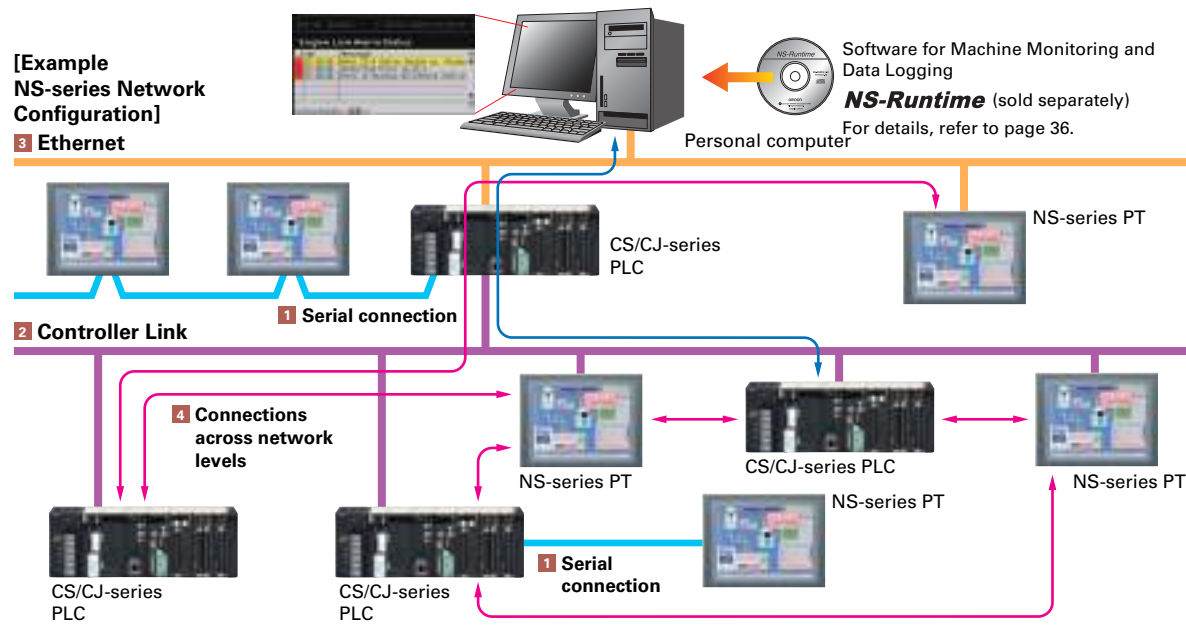 [Example
NS-series Network
Configuration]
Software for Machine Monitoring and
Data Logging
NS-Runtime (sold separately)
For details, refer to page 36.
NS-Runtime
Personal computer
3 Ethernet
NS-series PT
CS/CJ-series
PLC
1 Serial connection
2 Controller Link
4 Connections
across network
levels
NS-series PT
CS/CJ-series PLC
NS-series PT
NS-series PT
1 Serial
connection
CS/CJ-series
PLC
CS/CJ-series
PLC